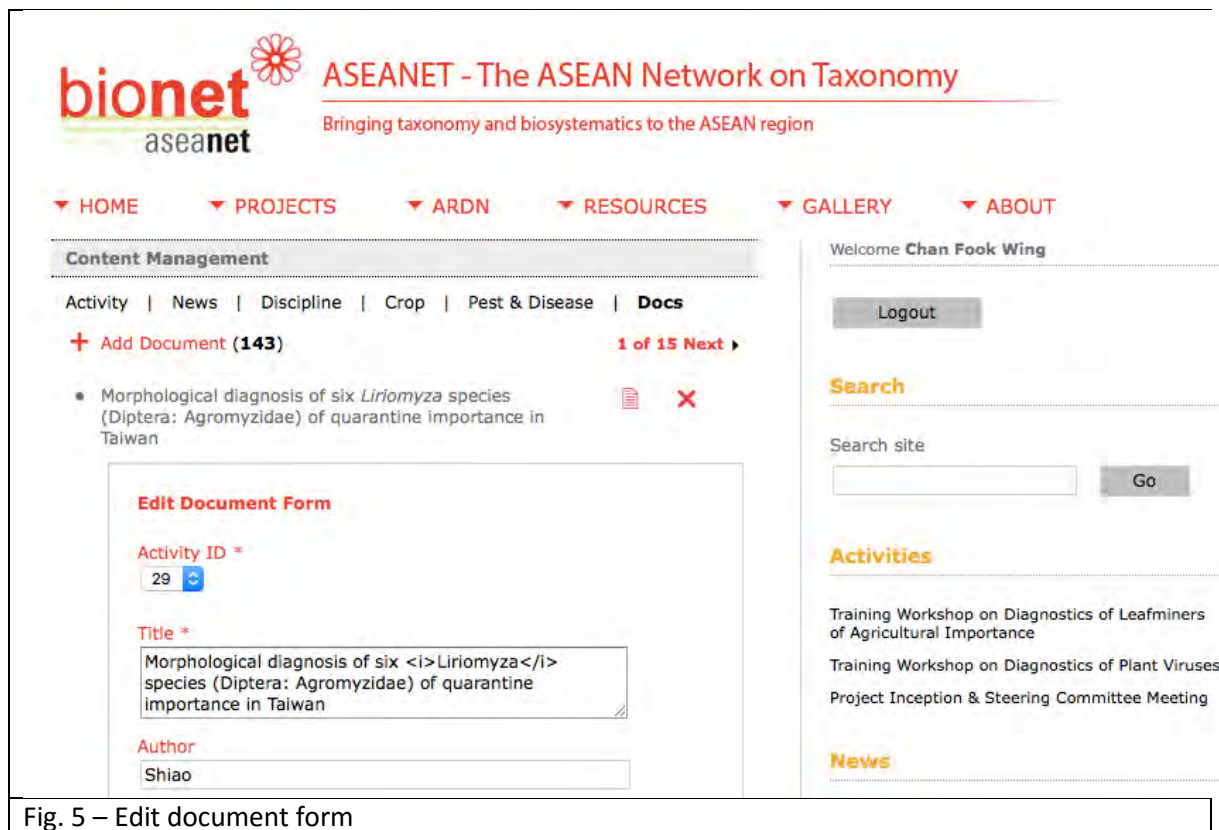 bionet
aseanet
ASEANET - The ASEAN Network on Taxonomy
Bringing taxonomy and biosystematics to the ASEAN region
HOME PROJECTS ARDN RESOURCES GALLERY ABOUT
Content Management
Activity | News | Discipline | Crop | Pest & Disease | Docs
+ Add Document (143) 1 of 15 Next
Morphological diagnosis of six Liriomyza species
(Diptera: Agromyzidae) of quarantine importance in
Taiwan
Edit Document Form
Activity ID *
29
Title *
Morphological diagnosis of six <i>Liriomyza</i>
species (Diptera: Agromyzidae) of quarantine
importance in Taiwan
Author
Shiao
Welcome Chan Fook Wing
Logout
Search
Search site
Go
Activities
Training Workshop on Diagnostics of Leafminers
of Agricultural Importance
Training Workshop on Diagnostics of Plant Viruses
Project Inception & Steering Committee Meeting
News
Fig. 5 – Edit document form